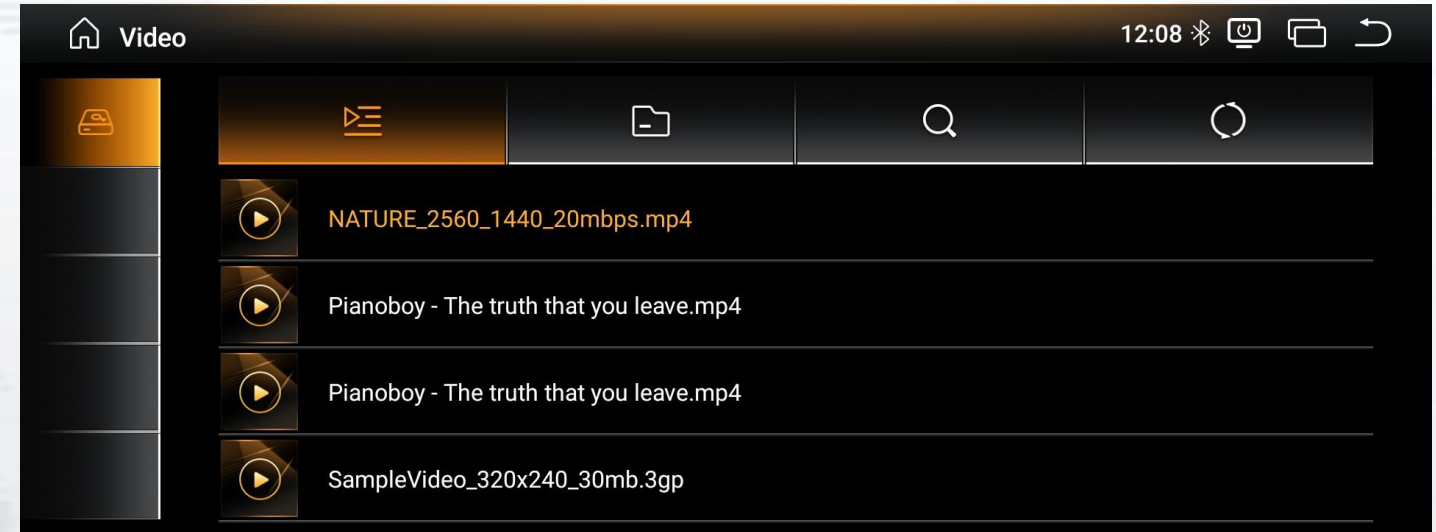 Video
12:08
NATURE_2560_1440_20mbps.mp4
Pianoboy - The truth that you leave.mp4
Pianoboy - The truth that you leave.mp4
SampleVideo_320x240_30mb.3gp